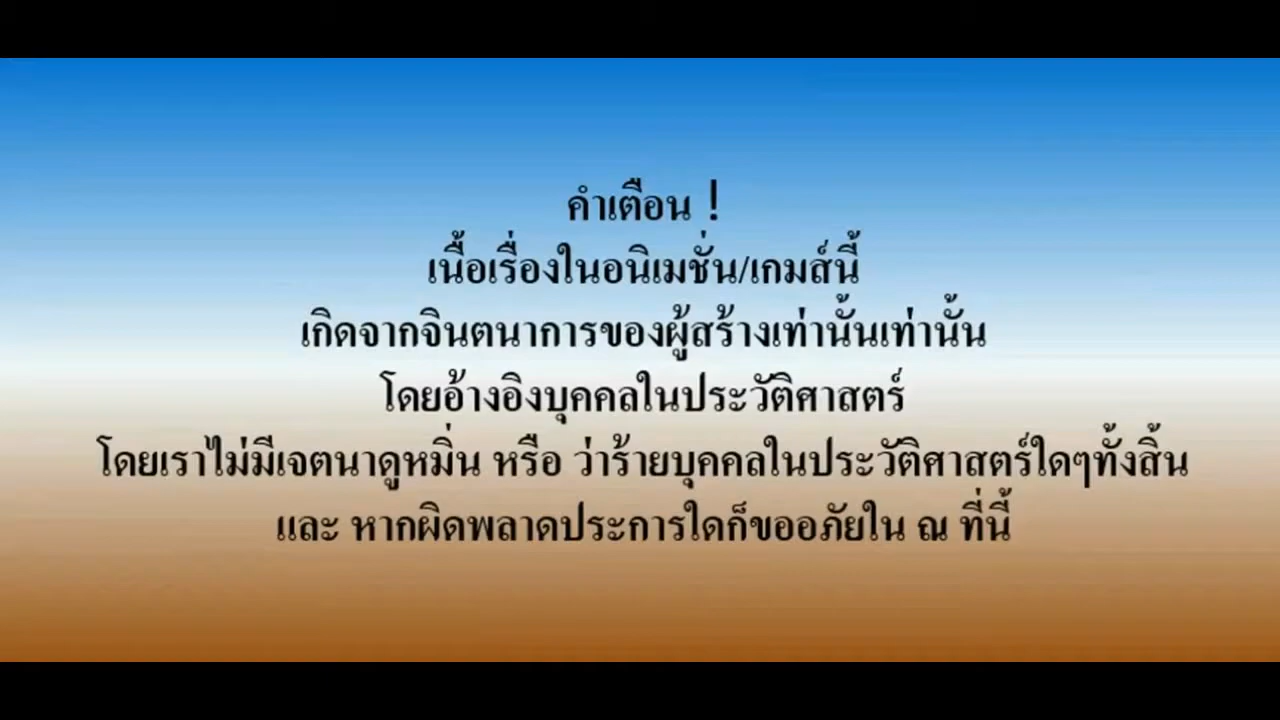 คำเตือน !
เนื้อเรื่องในอนิเมชั่น/เกมส์นี้
เกิดจากจินตนาการของผู้สร้างเท่านั้นเท่านั้น
โดยอ้างอิงบุคคลในประวัติศาสตร์
โดยเราไม่มีเจตนาดูหมิ่น หรือ ว่าร้ายบุคคลในประวัติศาสตร์ใดๆทั้งสิ้น
และ หากผิดพลาดประการใดก็ขออภัยใน ณ ที่นี้